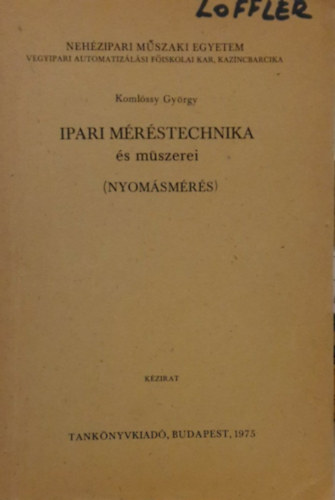 LOFFLER
NEHÉZIPARI MŰSZAKI EGYETEM
VEGYIPARI AUTOMATIZÁLÁSI FŐISKOLAI KAR, KAZINCBARCIKA
Komlóssy György
IPARI MÉRÉSTECHNIKA
és műszerei
(NYOMÁSMÉRÉS)
KÉZIRAT
TANKÖNYVKIADÓ, BUDAPEST, 1975